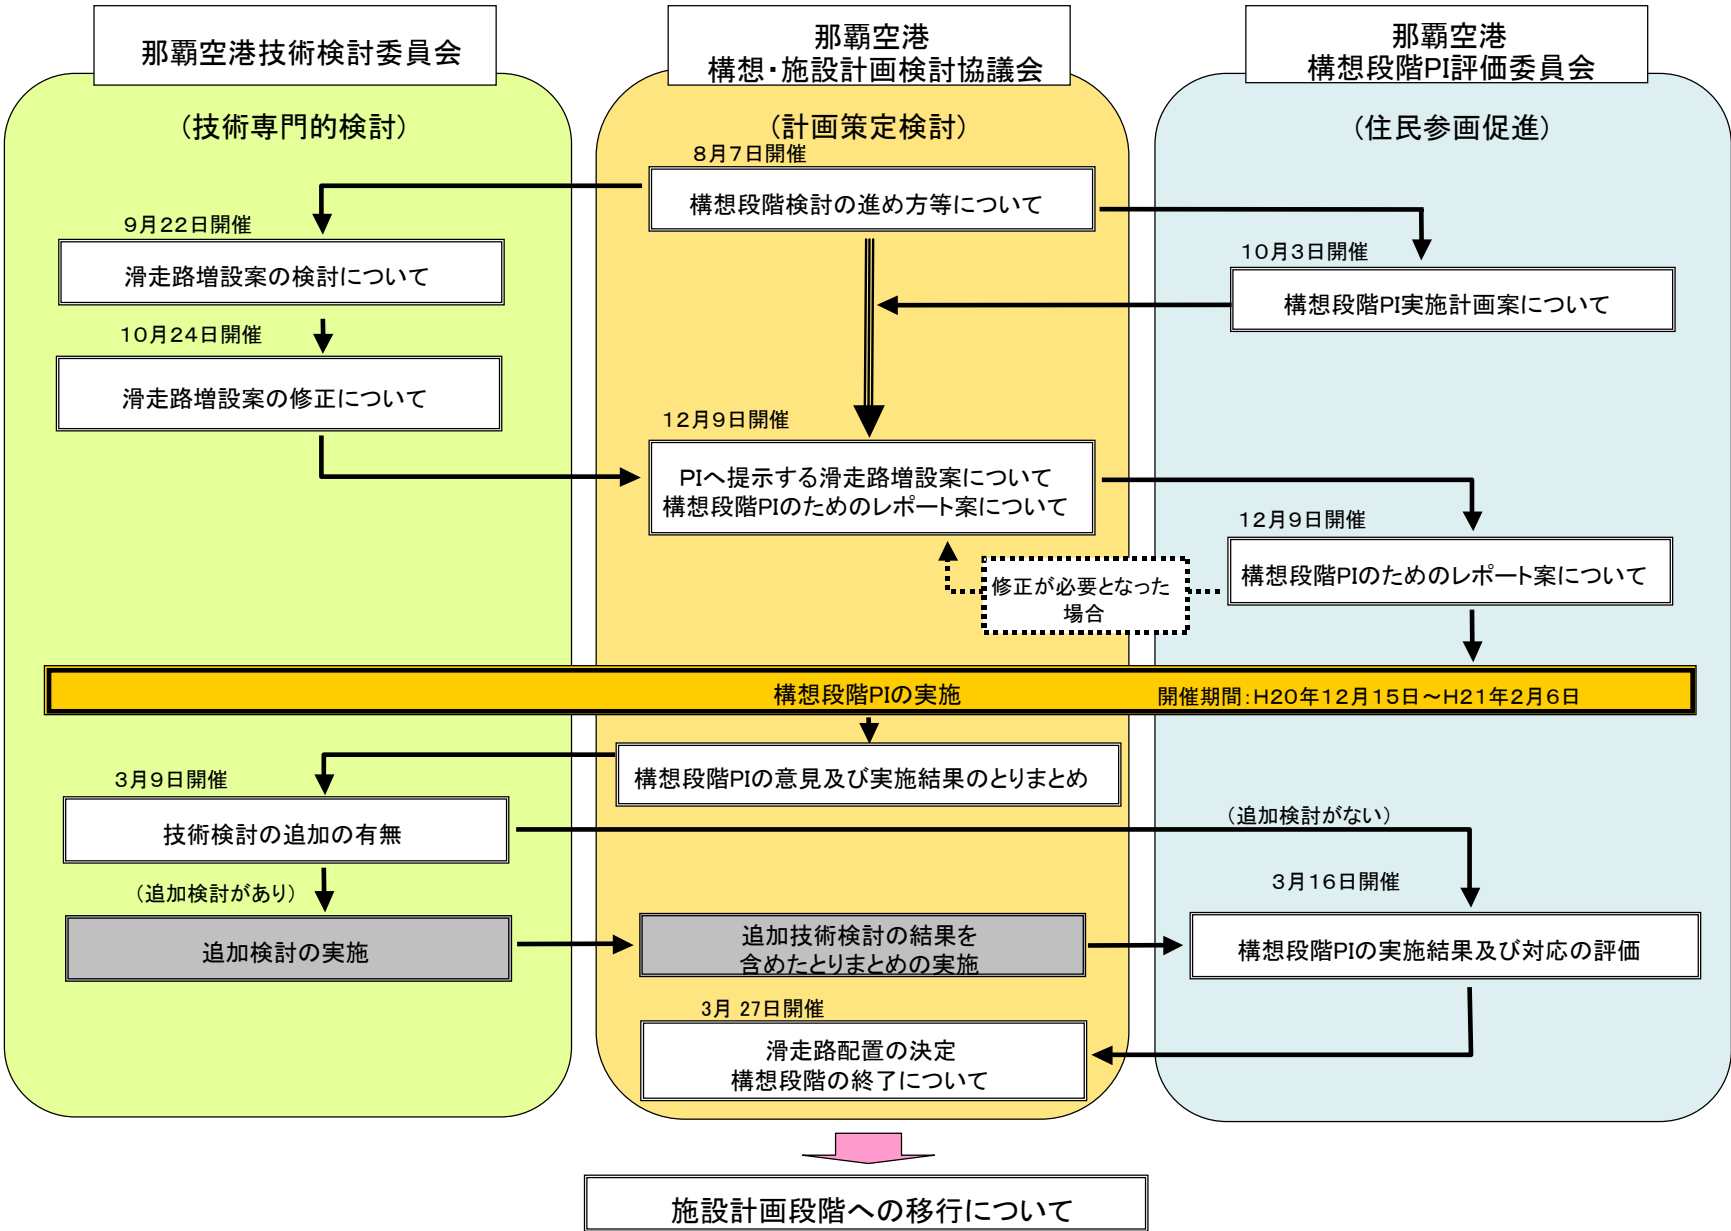 那覇空港技術検討委員会
那覇空港
構想・施設計画検討協議会
那覇空港
構想段階PI評価委員会
（技術専門的検討）
（計画策定検討）
（住民参画促進）
8月7日開催
構想段階検討の進め方等について
9月22日開催
滑走路増設案の検討について
10月3日開催
構想段階PI実施計画案について
10月24日開催
滑走路増設案の修正について
12月9日開催
PIへ提示する滑走路増設案について
構想段階PIのためのレポート案について
12月9日開催
構想段階PIのためのレポート案について
修正が必要となった
場合
構想段階PIの実施
開催期間：H20年12月15日～H21年2月6日
構想段階PIの意見及び実施結果のとりまとめ
3月9日開催
技術検討の追加の有無
（追加検討がない）
（追加検討があり）
追加検討の実施
追加技術検討の結果を
含めたとりまとめの実施
3月16日開催
構想段階PIの実施結果及び対応の評価
3月 27日開催
滑走路配置の決定
構想段階の終了について
施設計画段階への移行について